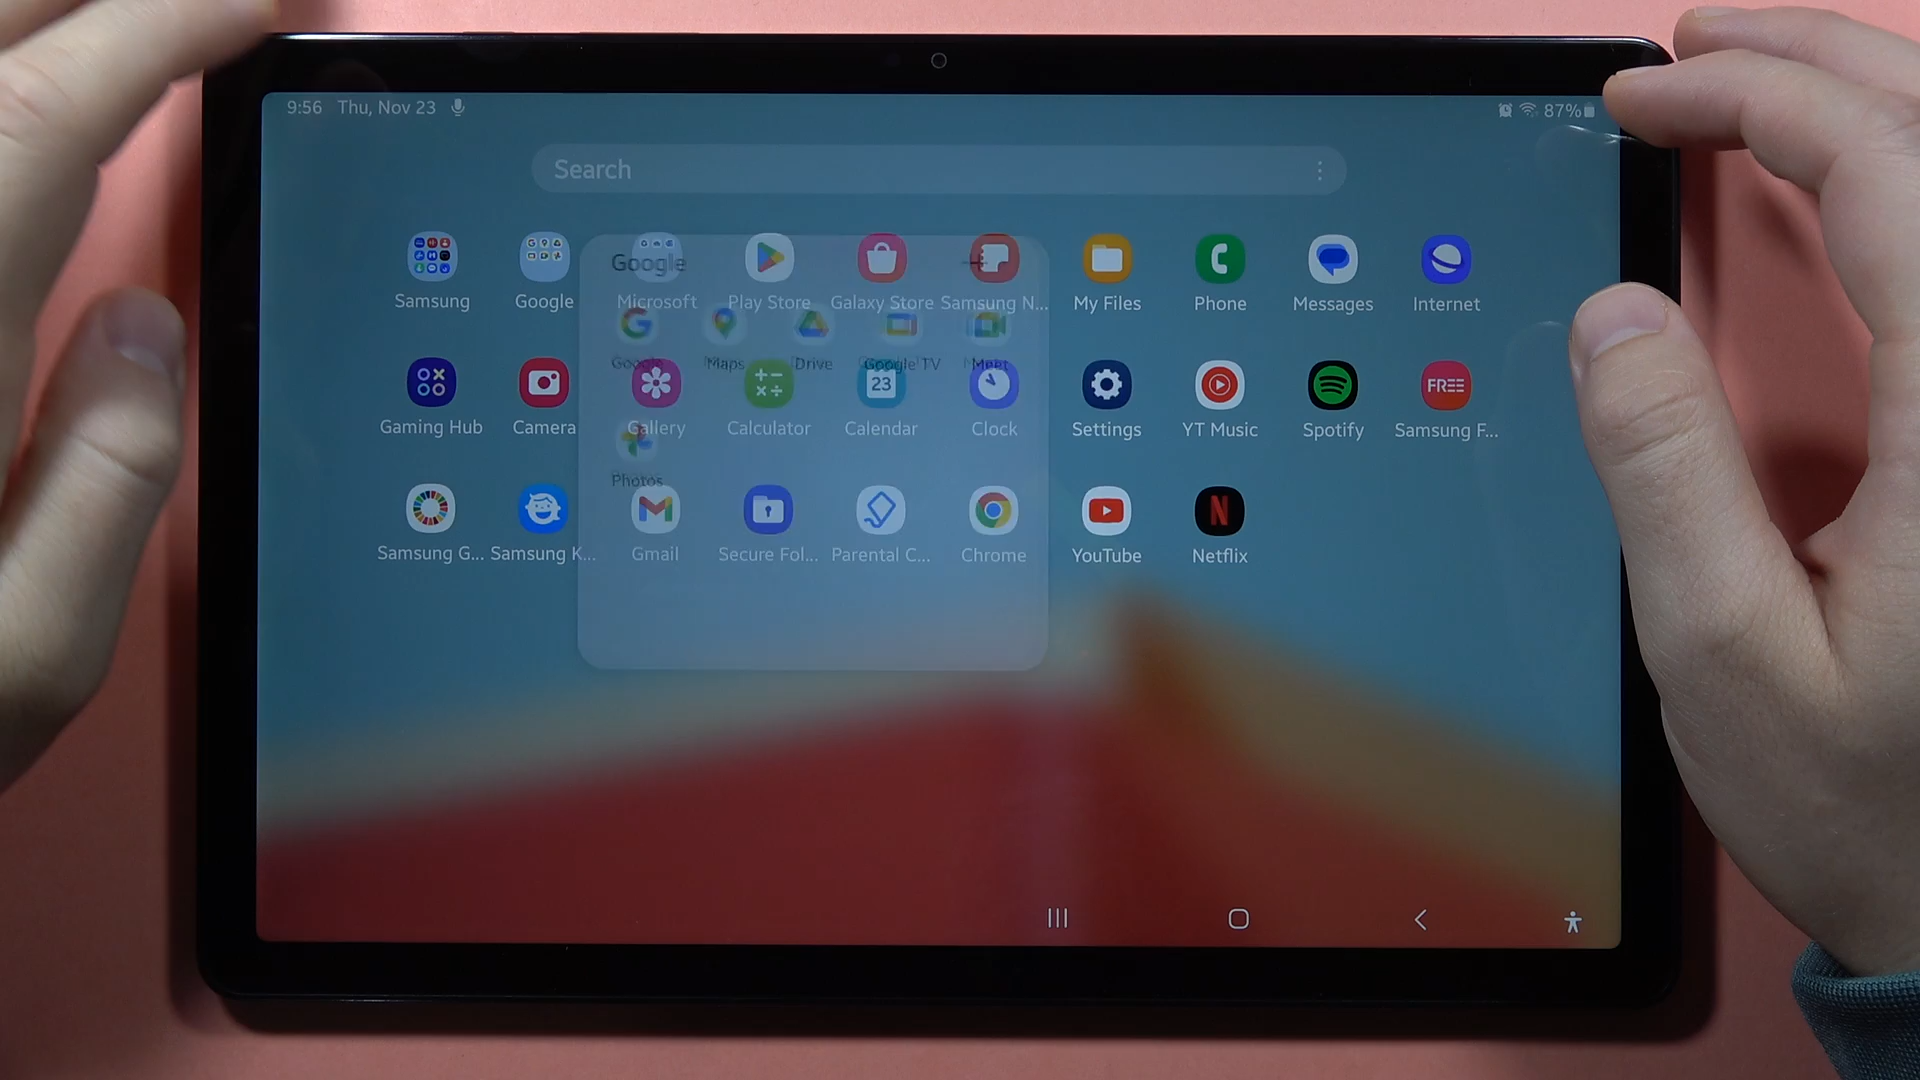 9:56 Thu, Nov 23
87%
Search
Google
Samsung Google Microsoft Play Store Galaxy Store Samsung N... My Files Phone Messages Internet
Google Maps Drive Google TV Meet
23
FREE
Gaming Hub Camera Gallery Calculator Calendar Clock Settings YT Music Spotify Samsung F...
Photos
Samsung G... Samsung K... Gmail Secure Fol... Parental C... Chrome YouTube Netflix